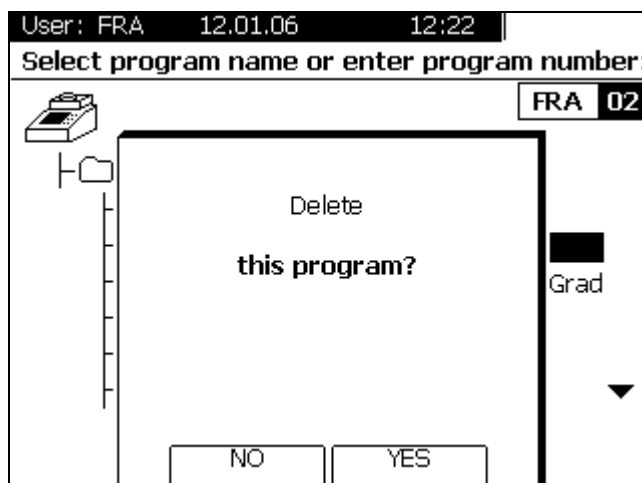 User: FRA 12.01.06 12:22
Select program name or enter program number:
FRA 02
Delete
this program?
Grad
NO YES